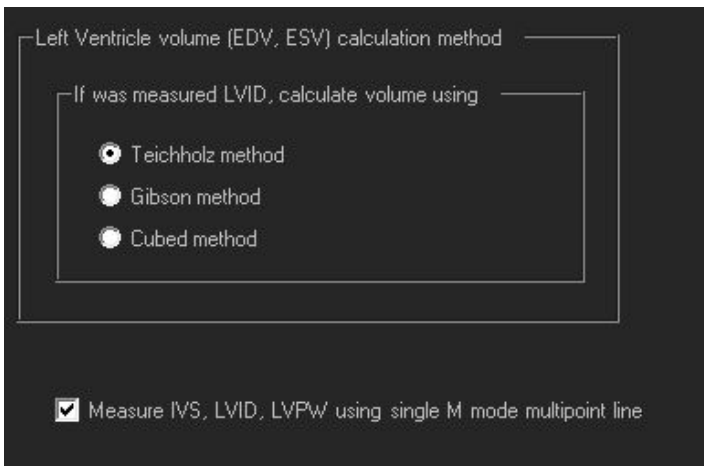 Left Ventricle volume (EDV, ESV) calculation method
If was measured LVID, calculate volume using
Teichholz method
Gibson method
Cubed method
Measure IVS, LVID, LVPW using single M mode multipoint line